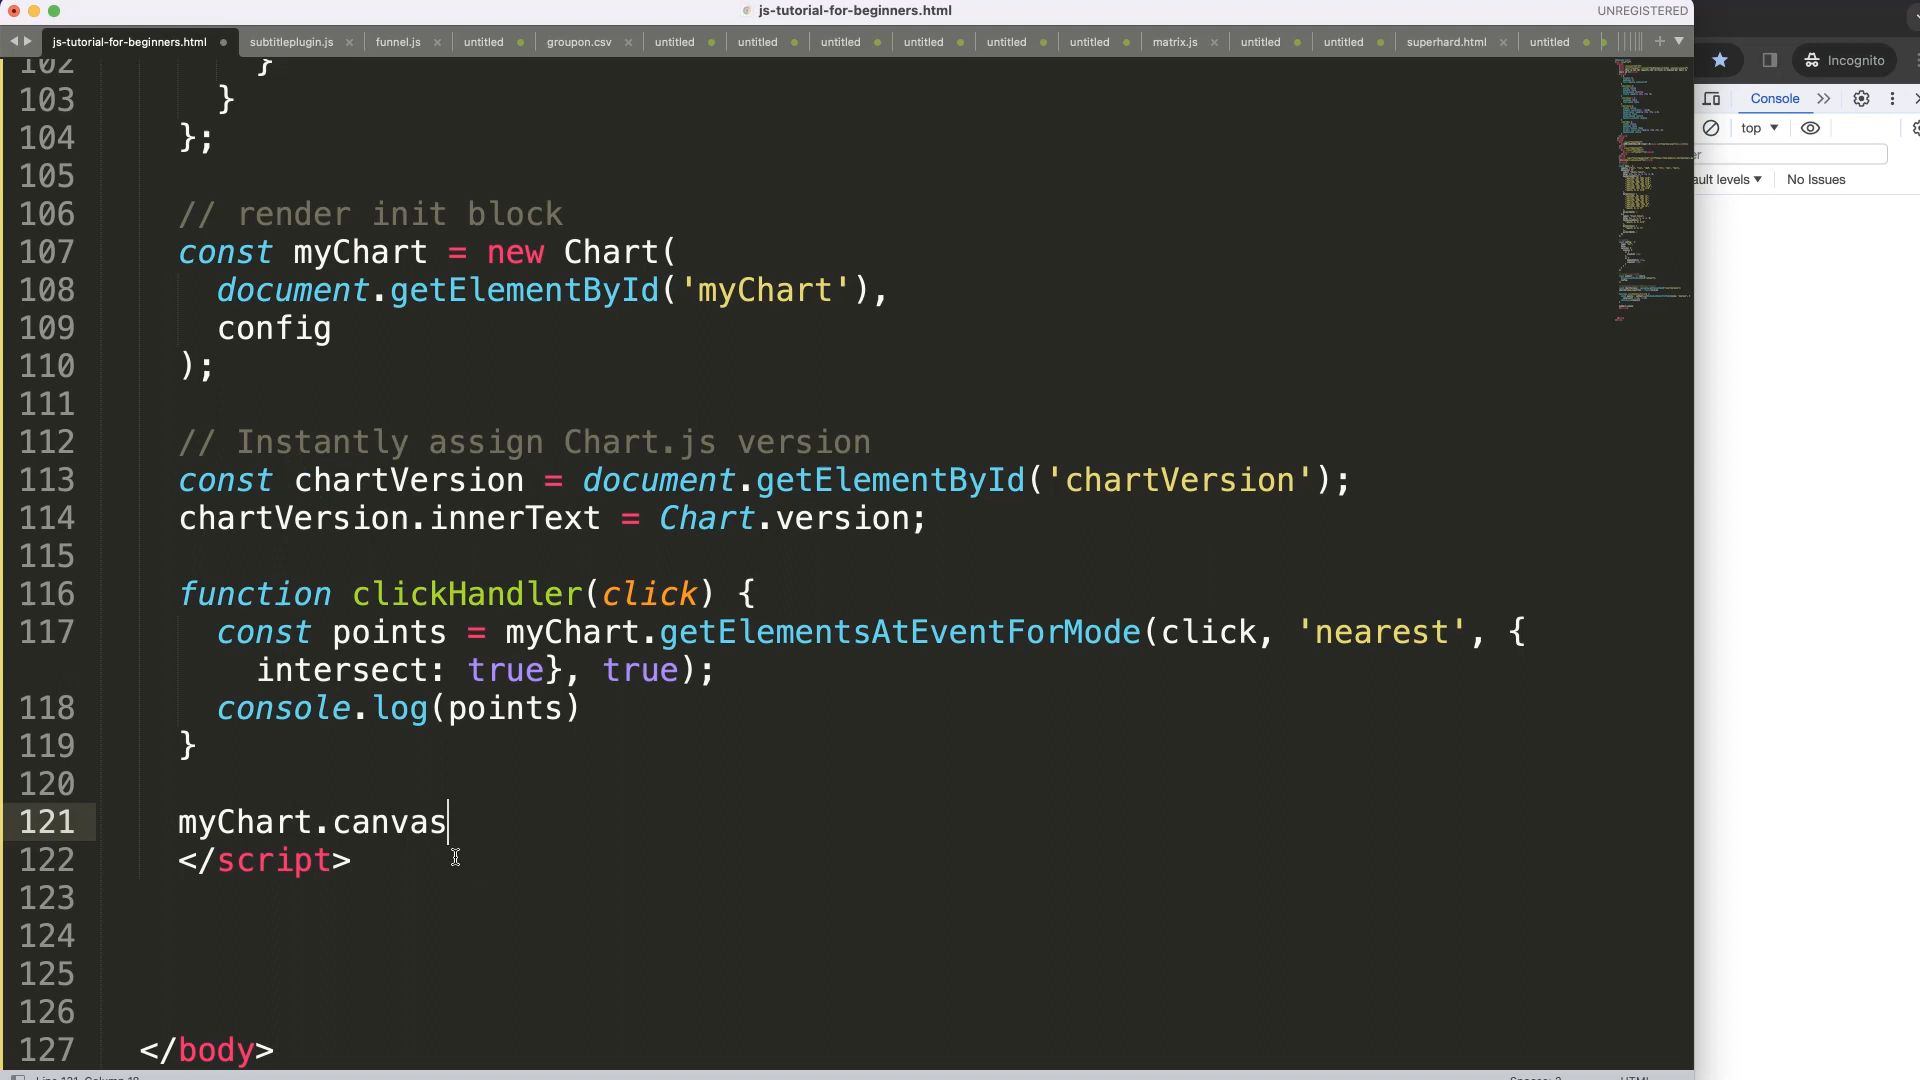 js-tutorial-for-beginners.html
UNREGISTERED
js-tutorial-for-beginners.html subtitleplugin.js funnel.js untitled groupon.csv untitled untitled untitled untitled untitled untitled matrix.js untitled untitled superhard.html untitled
Incognito
Console
top
ault levels No Issues
102 }
103 }
104 };
105
106 // render init block
107 const myChart = new Chart(
108 document.getElementById('myChart'),
109 config
110 );
111
112 // Instantly assign Chart.js version
113 const chartVersion = document.getElementById('chartVersion');
114 chartVersion.innerText = Chart.version;
115
116 function clickHandler(click) {
117 const points = myChart.getElementsAtEventForMode(click, 'nearest', {
intersect: true}, true);
118 console.log(points)
119 }
120
121 myChart.canvas
122 </script>
123
124
125
126
127 </body>